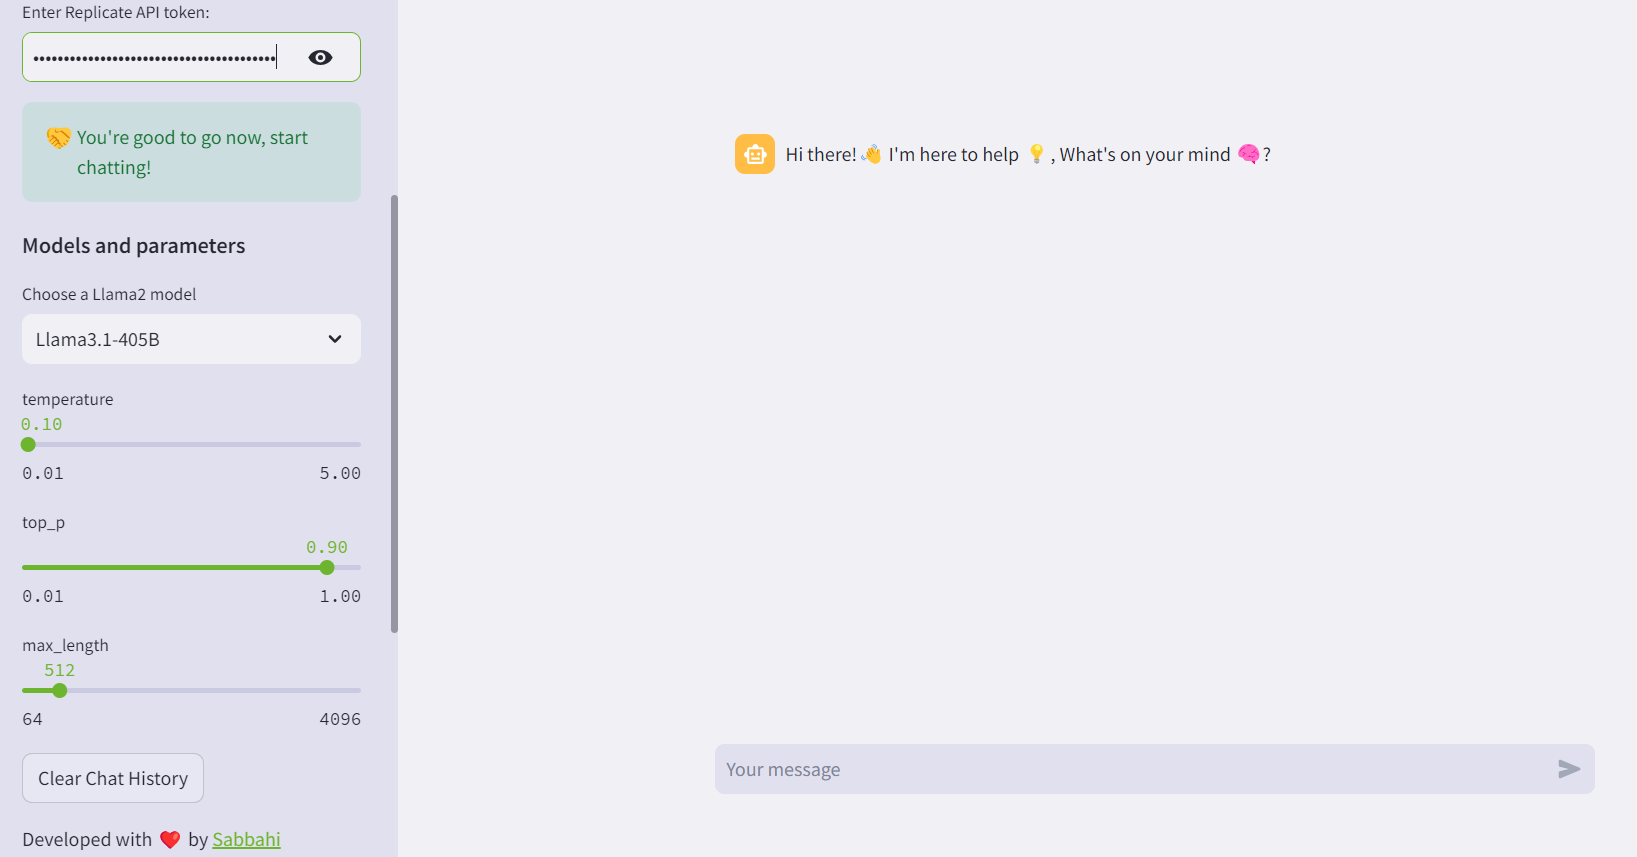 Enter Replicate API token:
••••••••••••••••••••••••••••••••••••••••
🤝 You're good to go now, start
chatting!
Models and parameters
Choose a Llama2 model
Llama3.1-405B
temperature
0.10
0.01 5.00
top_p
0.90
0.01 1.00
max_length
512
64 4096
Clear Chat History
Developed with ❤️ by Sabbahi
Hi there! 👋 I'm here to help 💡 , What's on your mind 🧠 ?
Your message